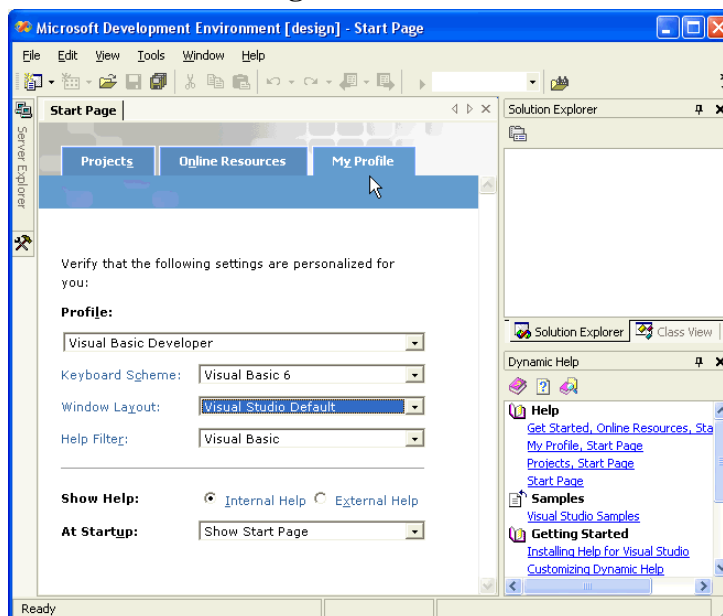 Microsoft Development Environment [design] - Start Page
File Edit View Tools Window Help
Start Page
Solution Explorer
Server Explorer
Projects
Online Resources
My Profile
Verify that the following settings are personalized for
you:
Profile:
Visual Basic Developer
Keyboard Scheme: Visual Basic 6
Window Layout: Visual Studio Default
Help Filter: Visual Basic
Show Help: Internal Help External Help
At Startup: Show Start Page
Solution Explorer Class View
Dynamic Help
Help
Get Started, Online Resources, Sta
My Profile, Start Page
Projects, Start Page
Start Page
Samples
Visual Studio Samples
Getting Started
Installing Help for Visual Studio
Customizing Dynamic Help
Ready